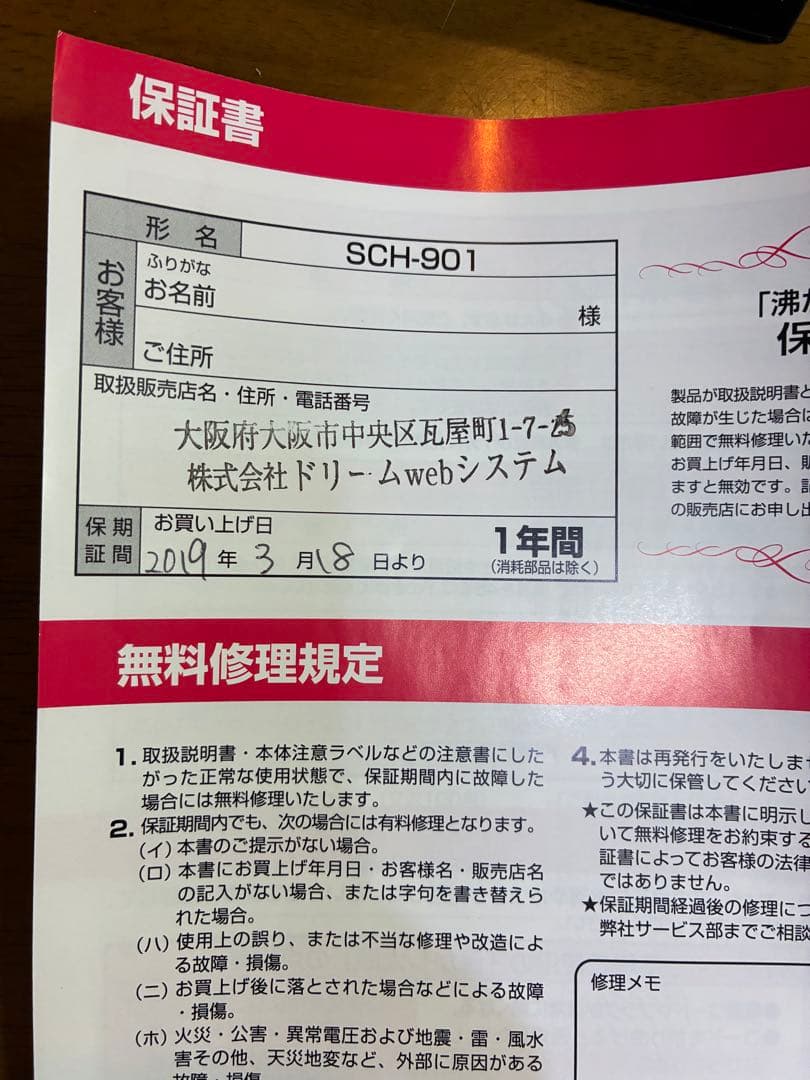 保証書
形名
SCH-901
お客様
ふりがな
お名前
様
ご住所
取扱販売店名・住所・電話番号
大阪府大阪市中央区瓦屋町1-7-
株式会社ドリームwebシステム
保証期間
お買い上げ日
2019年 3月18日より
1年間
(消耗部品は除く)
「沸
保
製品が取扱説明書と
故障が生じた場合に
範囲で無料修理いた
お買上げ年月日、販
ますと無効です。記
の販売店にお申し出
無料修理規定
1. 取扱説明書・本体注意ラベルなどの注意書にした
がった正常な使用状態で、保証期間内に故障した
場合には無料修理いたします。
2. 保証期間内でも、次の場合には有料修理となります。
(イ) 本書のご提示がない場合。
(ロ) 本書にお買上げ年月日・お客様名・販売店名
の記入がない場合、または字句を書き替えら
れた場合。
(ハ) 使用上の誤り、または不当な修理や改造によ
る故障・損傷。
(ニ) お買上げ後に落とされた場合などによる故障
・損傷。
(ホ) 火災・公害・異常電圧および地震・雷・風水
害その他、天災地変など、外部に原因がある
故障・損傷。
4. 本書は再発行をいたしませ
う大切に保管してください
★この保証書は本書に明示し
いて無料修理をお約束する
証書によってお客様の法律
ではありません。
★保証期間経過後の修理につ
弊社サービス部までご相談
修理メモ